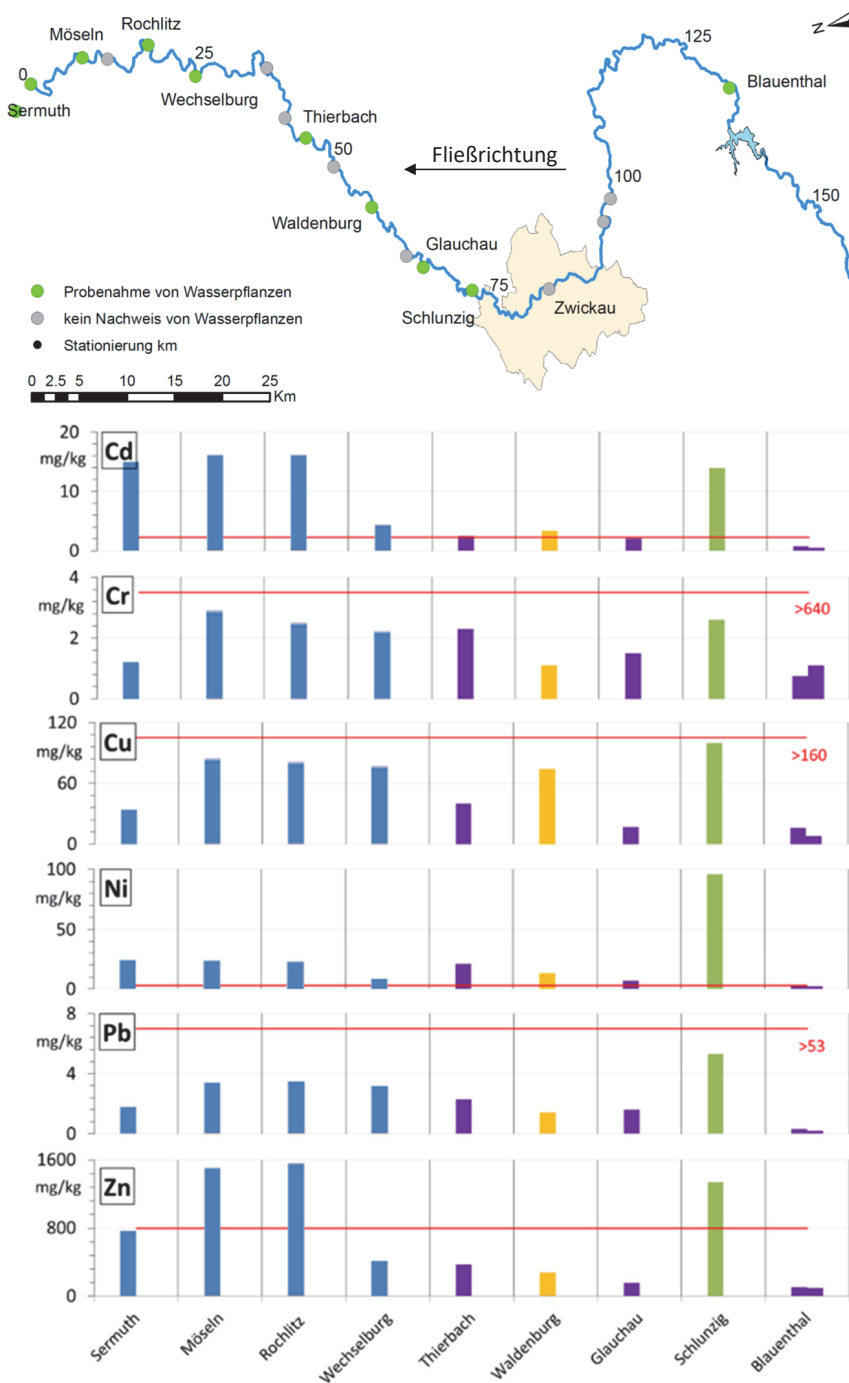 Rochlitz
Möseln
25
125
N
0
Blauenthal
Sermuth
Wechselburg
Thierbach
Fließrichtung
50
100
150
Waldenburg
Glauchau
75
Zwickau
Schlunzig
Probenahme von Wasserpflanzen
kein Nachweis von Wasserpflanzen
Stationierung km
0 2.5 5 10 15 20 25
Km
20
Cd
mg/kg
10
0
4
Cr
mg/kg
>640
2
0
120
Cu
mg/kg
>160
60
0
100
Ni
mg/kg
50
0
8
Pb
mg/kg
>53
4
0
1600
Zn
mg/kg
800
0
Sermuth
Möseln
Rochlitz
Wechselburg
Thierbach
Waldenburg
Glauchau
Schlunzig
Blauenthal